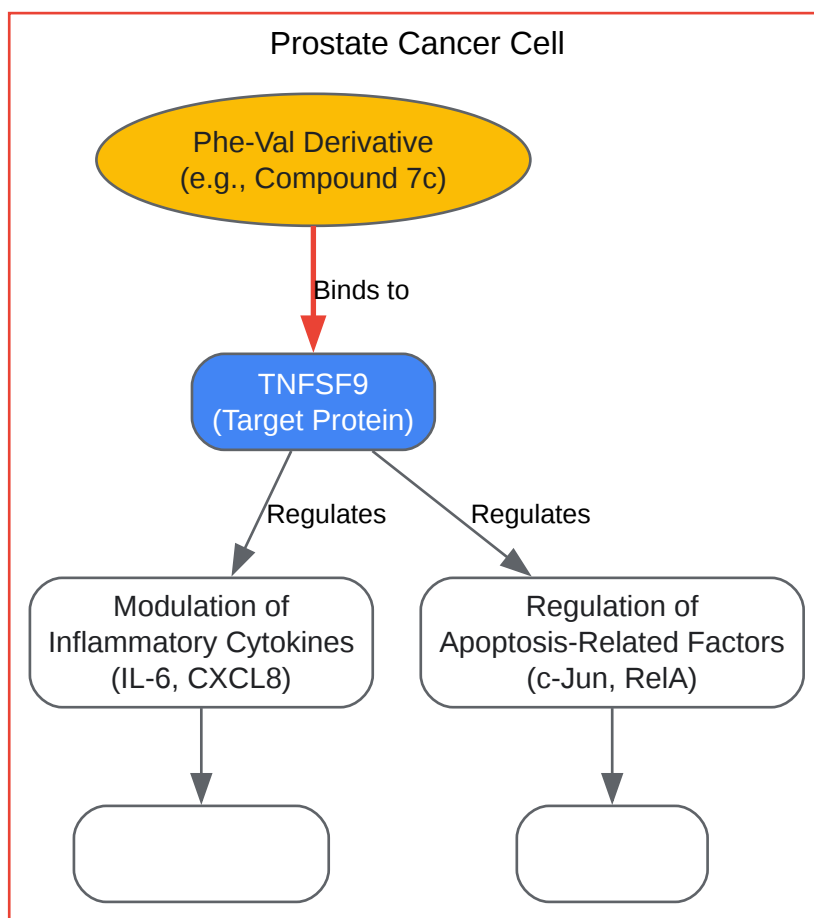 Prostate Cancer Cell
Phe-Val Derivative
(e.g., Compound 7c)
Binds to
TNFSF9
(Target Protein)
Regulates
Regulates
Modulation of
Inflammatory Cytokines
(IL-6, CXCL8)
Regulation of
Apoptosis-Related Factors
(c-Jun, RelA)